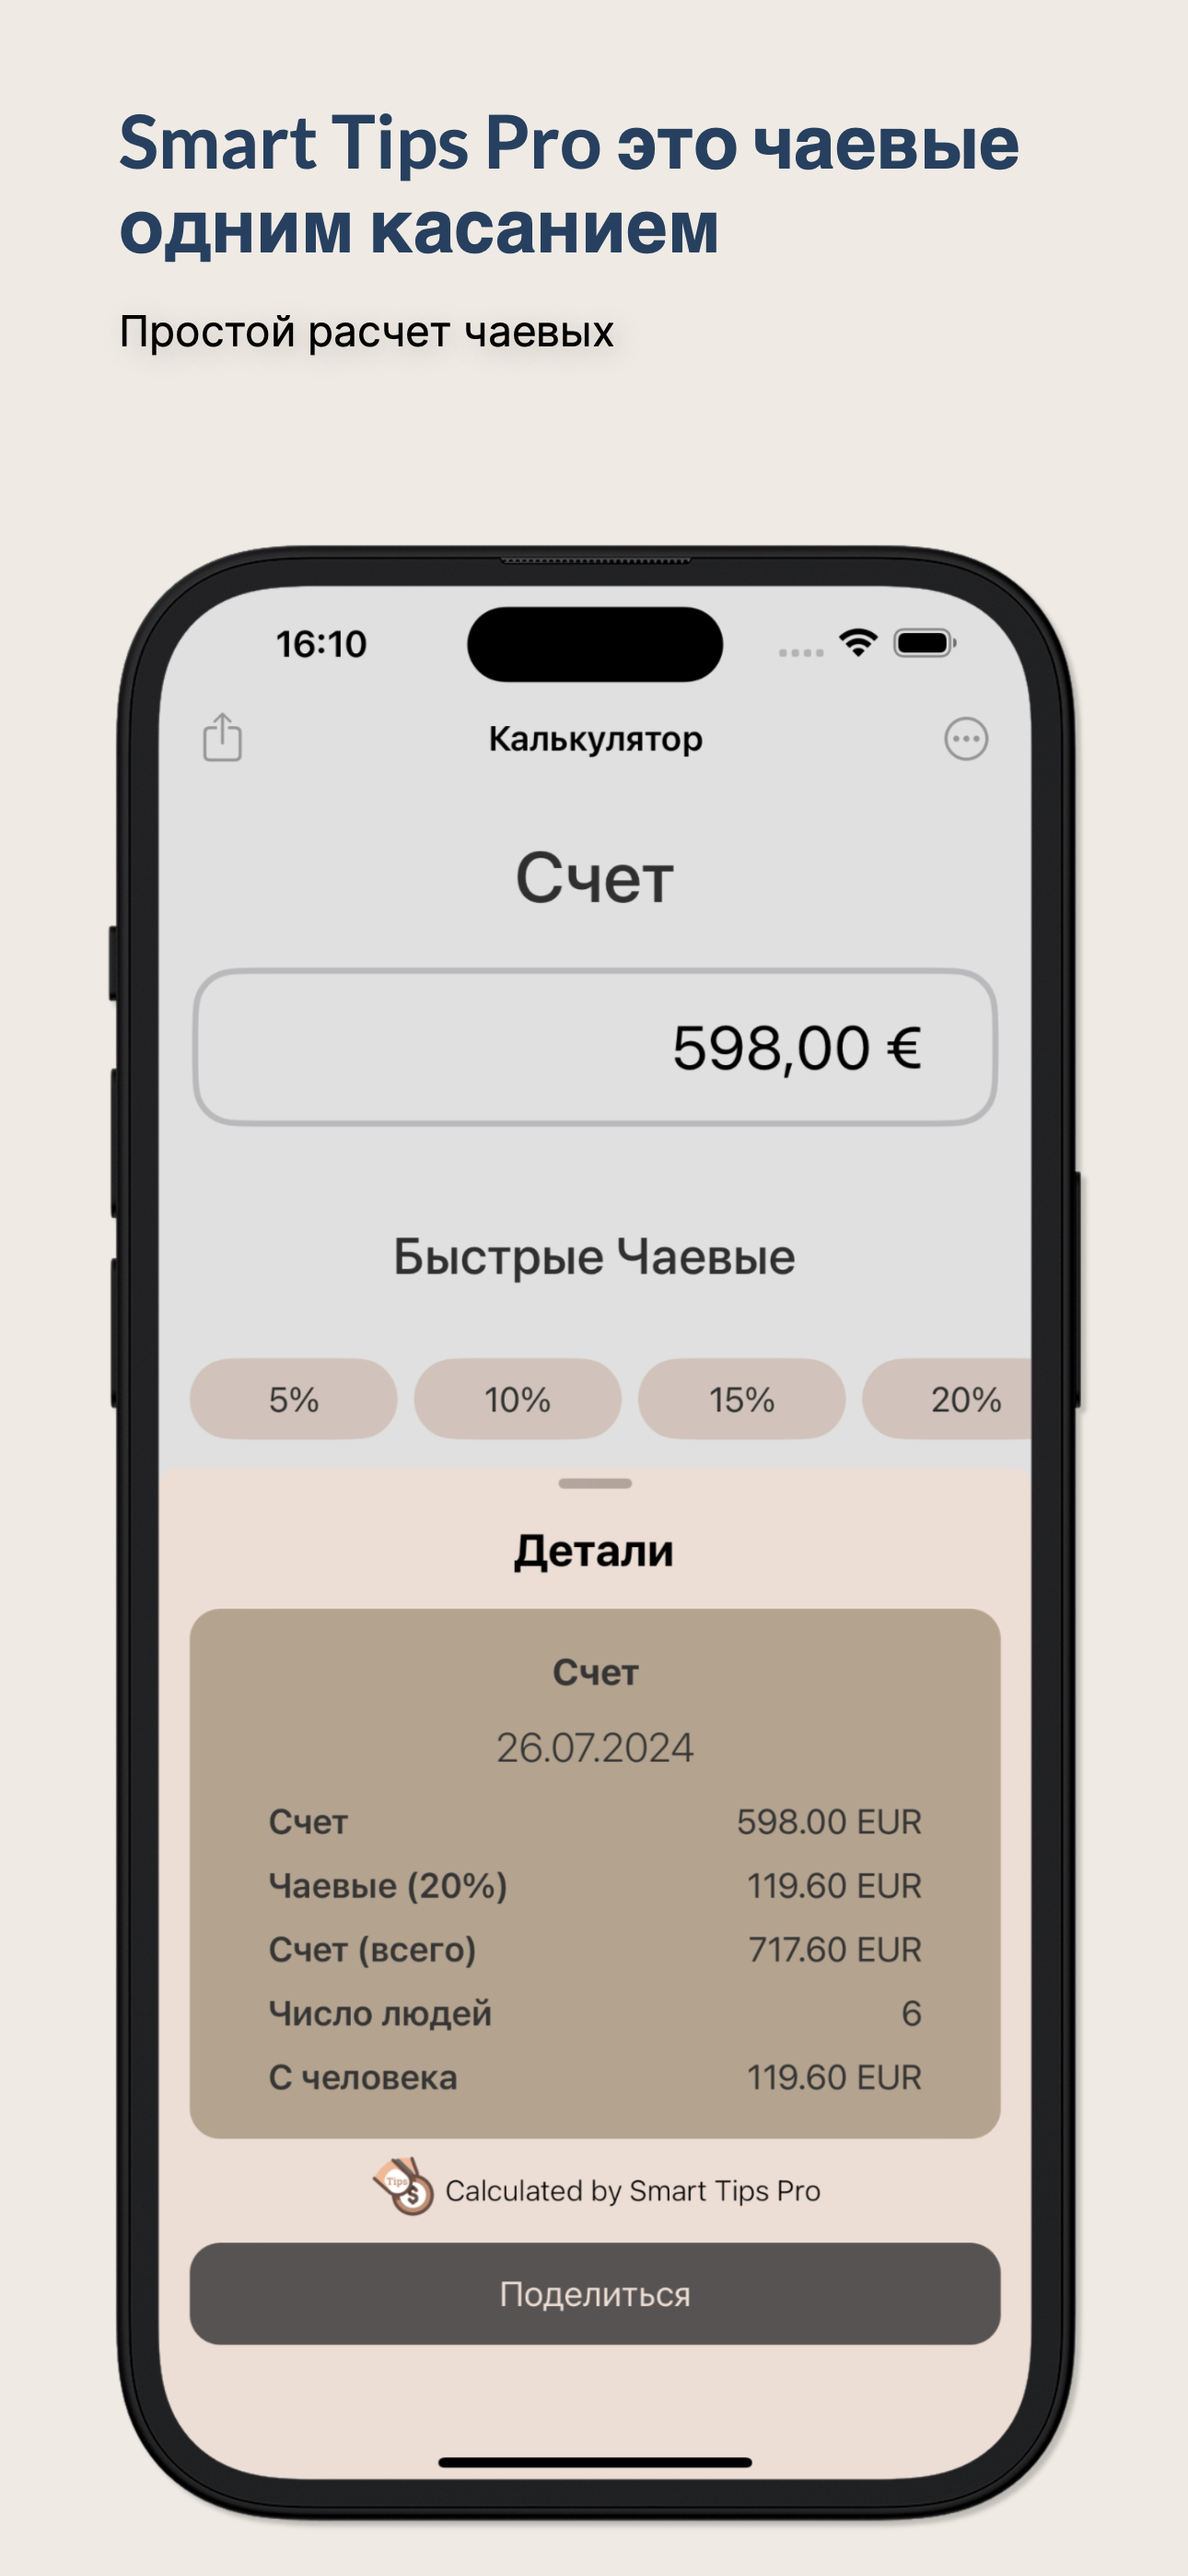 Smart Tips Pro это чаевые
одним касанием
Простой расчет чаевых
16:10
Калькулятор
Счет
598,00 €
Быстрые Чаевые
5% 10% 15% 20%
Детали
Счет
26.07.2024
Счет 598.00 EUR
Чаевые (20%) 119.60 EUR
Счет (всего) 717.60 EUR
Число людей 6
С человека 119.60 EUR
Tips $ Calculated by Smart Tips Pro
Поделиться